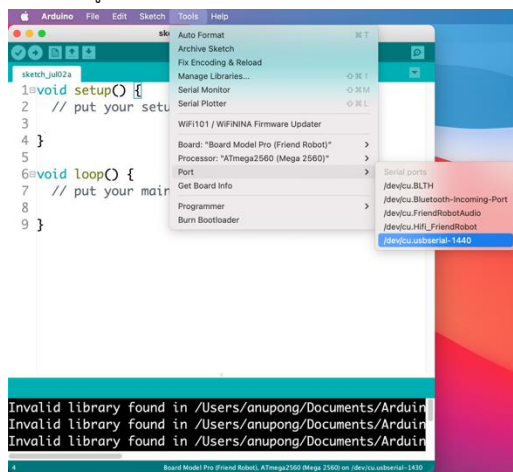 Arduino File Edit Sketch Tools Help
sk
sketch_jul02a
1 void setup() {
2 // put your setu
3
4 }
5
6 void loop() {
7 // put your main
8
9 }
Auto Format ⌘T
Archive Sketch
Fix Encoding & Reload
Manage Libraries... ⇧⌘I
Serial Monitor ⇧⌘M
Serial Plotter ⇧⌘L
WiFi101 / WiFiNINA Firmware Updater
Board: "Board Model Pro (Friend Robot)" >
Processor: "ATmega2560 (Mega 2560)" >
Port >
Get Board Info
Programmer >
Burn Bootloader
Serial ports
/dev/cu.BLTH
/dev/cu.Bluetooth-Incoming-Port
/dev/cu.FriendRobotAudio
/dev/cu.Hifi_FriendRobot
/dev/cu.usbserial-1440
Invalid library found in /Users/anupong/Documents/Arduin
Invalid library found in /Users/anupong/Documents/Arduin
Invalid library found in /Users/anupong/Documents/Arduin
4 Board Model Pro (Friend Robot), ATmega2560 (Mega 2560) on /dev/cu.usbserial-1430